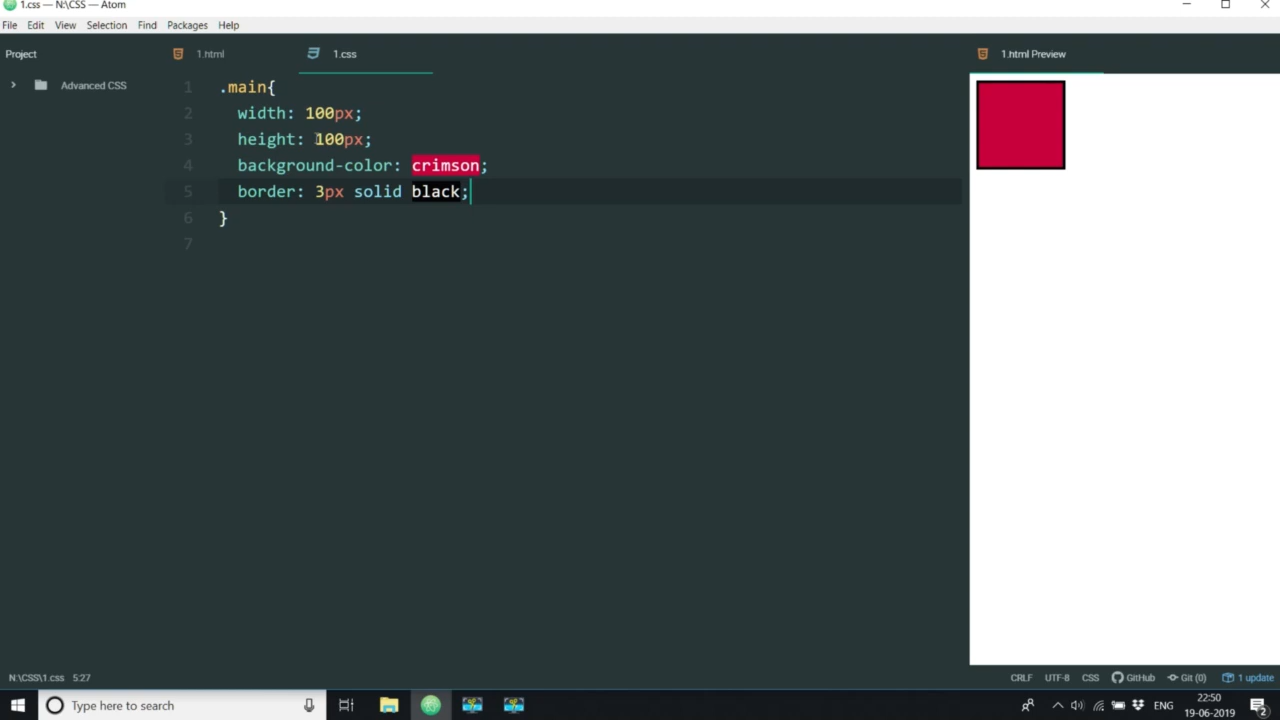 1.css — N:\CSS — Atom
File Edit View Selection Find Packages Help
Project
1.html
1.css
1.html Preview
Advanced CSS
1 .main{
2 width: 100px;
3 height: 100px;
4 background-color: crimson;
5 border: 3px solid black;
6 }
7
N:\CSS\1.css 5:27
CRLF UTF-8 CSS GitHub Git (0) 1 update
Type here to search
ENG
22:50
19-06-2019
2